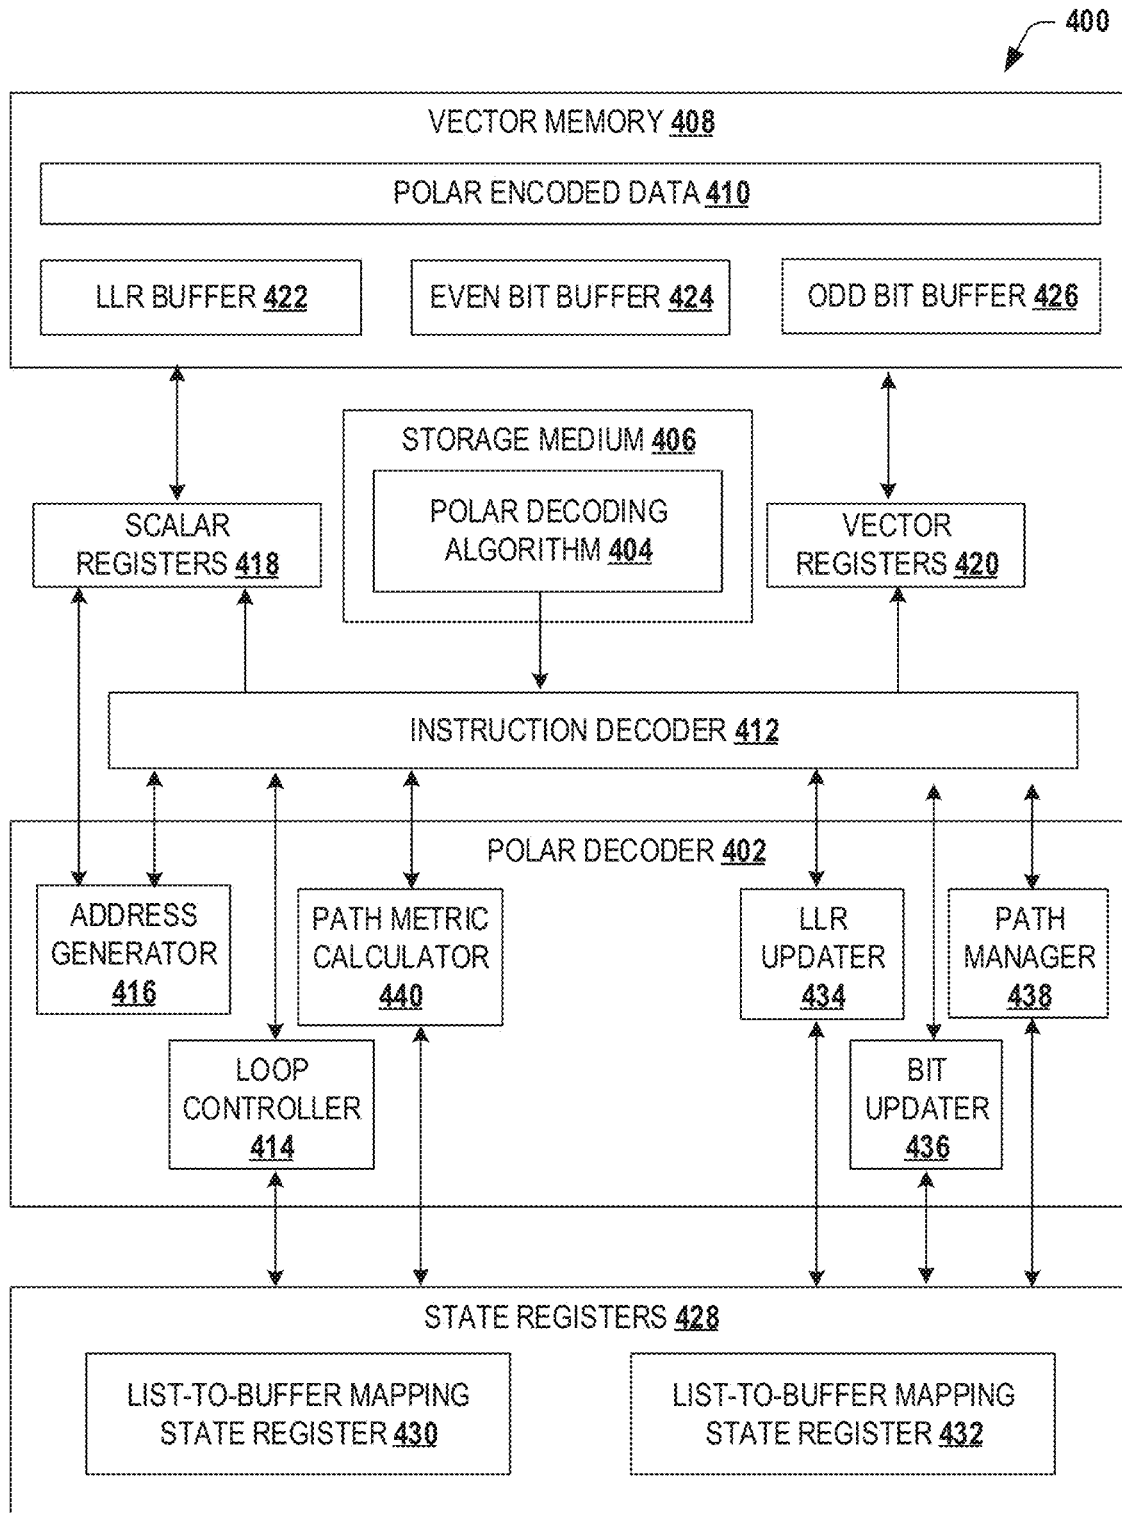 400
VECTOR MEMORY 408
POLAR ENCODED DATA 410
LLR BUFFER 422
EVEN BIT BUFFER 424
ODD BIT BUFFER 426
STORAGE MEDIUM 406
POLAR DECODING
ALGORITHM 404
SCALAR
REGISTERS 418
VECTOR
REGISTERS 420
INSTRUCTION DECODER 412
POLAR DECODER 402
ADDRESS
GENERATOR
416
PATH METRIC
CALCULATOR
440
LLR
UPDATER
434
PATH
MANAGER
438
LOOP
CONTROLLER
414
BIT
UPDATER
436
STATE REGISTERS 428
LIST-TO-BUFFER MAPPING
STATE REGISTER 430
LIST-TO-BUFFER MAPPING
STATE REGISTER 432